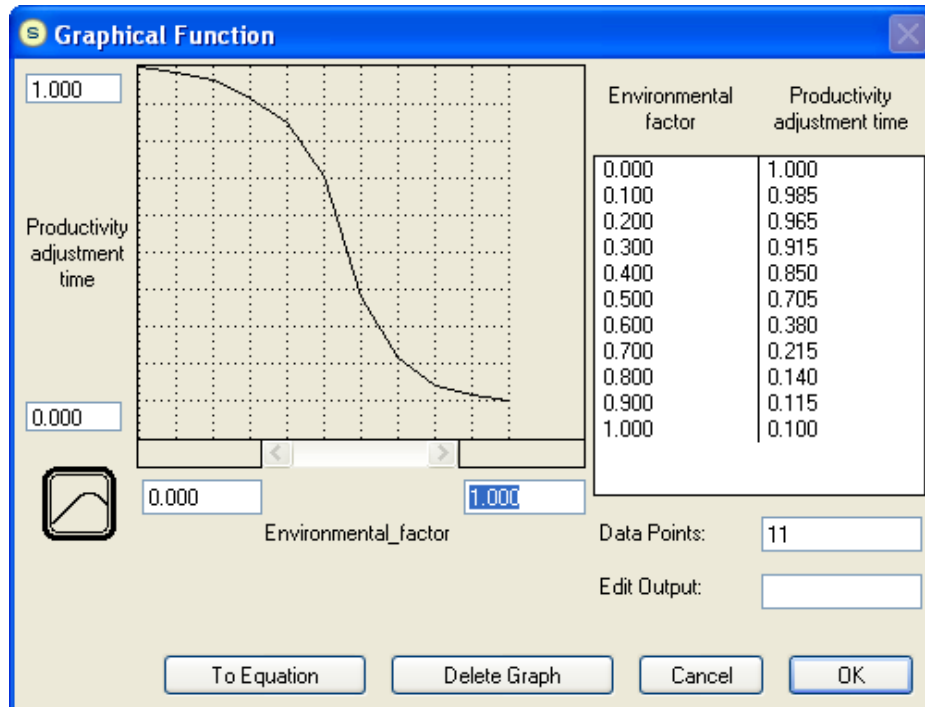 S Graphical Function
1.000
Productivity
adjustment
time
0.000
0.000
1.000
Environmental_factor
Environmental
factor
Productivity
adjustment time
0.000 1.000
0.100 0.985
0.200 0.965
0.300 0.915
0.400 0.850
0.500 0.705
0.600 0.380
0.700 0.215
0.800 0.140
0.900 0.115
1.000 0.100
Data Points: 11
Edit Output:
To Equation
Delete Graph
Cancel
OK